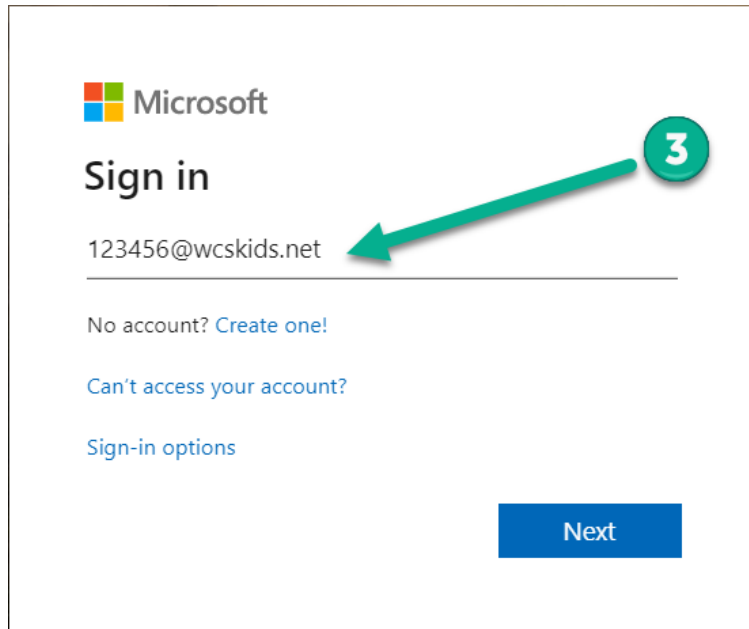 Microsoft
3
Sign in
123456@wcskids.net
No account? Create one!
Can't access your account?
Sign-in options
Next